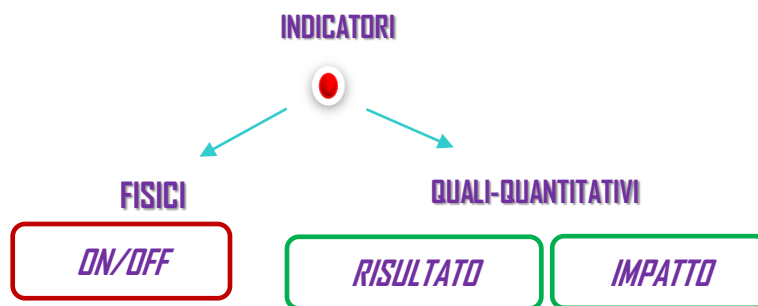 INDICATORI
FISICI
QUALI-QUANTITATIVI
ON/OFF
RISULTATO
IMPATTO